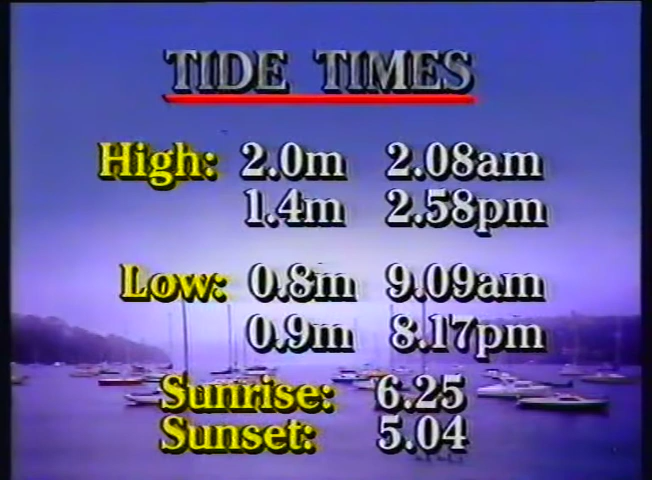 TIDE TIMES
High: 2.0m 2.08am
1.4m 2.58pm
Low: 0.8m 9.09am
0.9m 8.17pm
Sunrise: 6.25
Sunset: 5.04